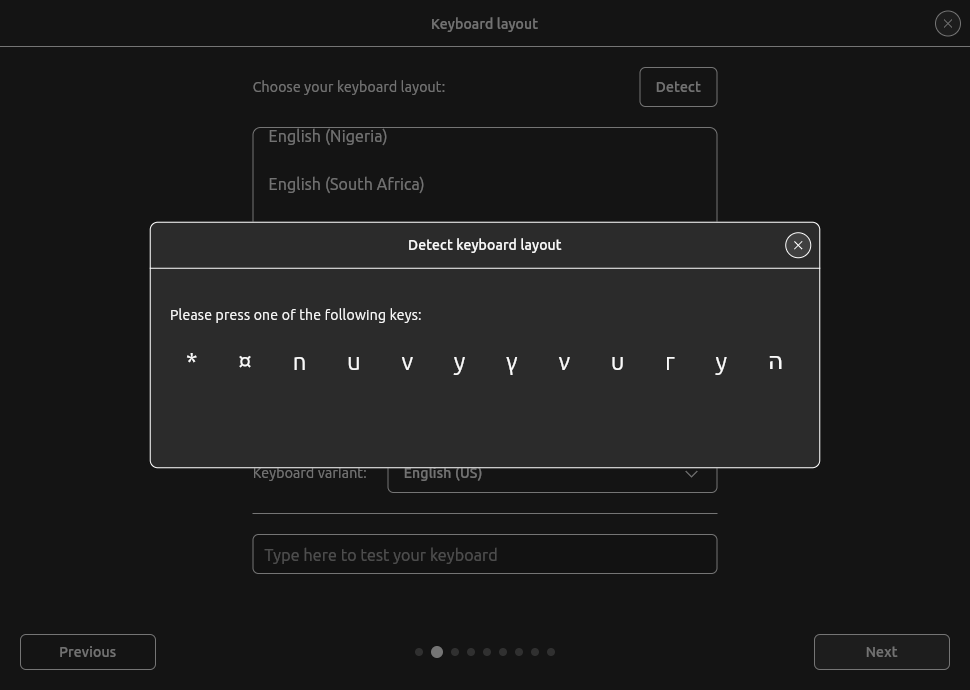 Keyboard layout
Choose your keyboard layout:
Detect
English (Nigeria)
English (South Africa)
Detect keyboard layout
Please press one of the following keys:
* ¤ n u v y γ ν υ г у ה
Keyboard variant:
English (US)
Type here to test your keyboard
Previous
Next